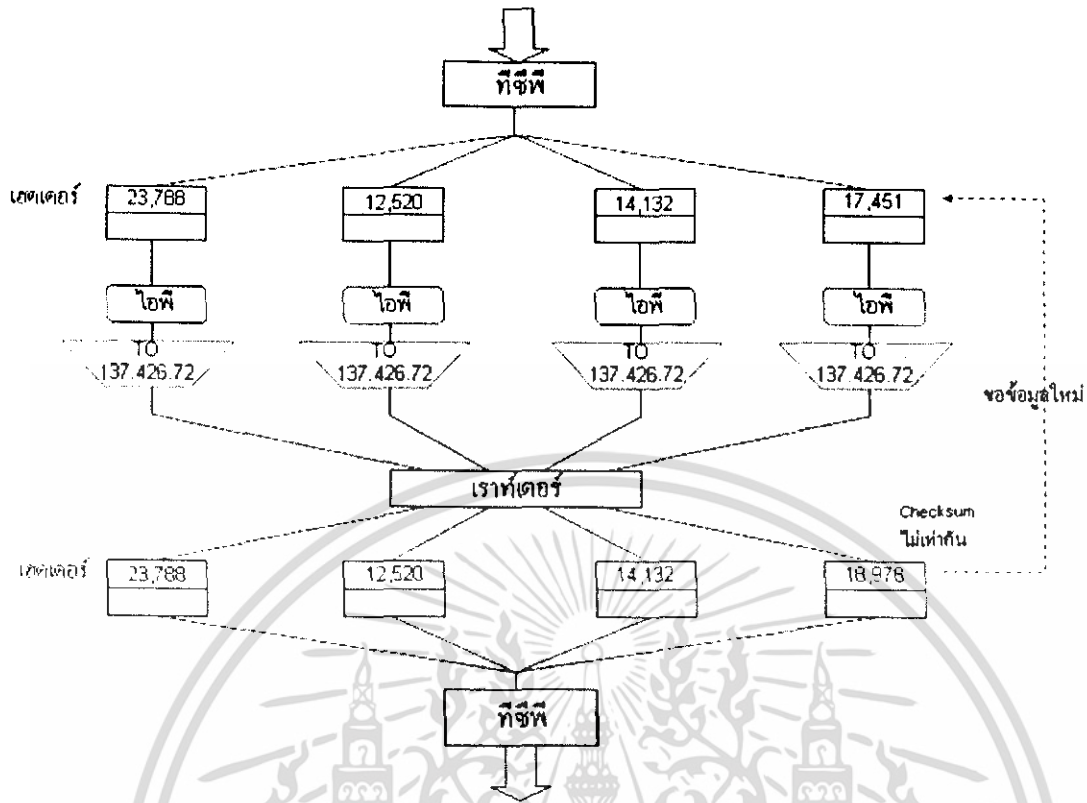 ทีซีพี
เฮดเดอร์ 23,788 12,520 14,132 17,451
ไอพี ไอพี ไอพี ไอพี
TO TO TO TO
137.426.72 137.426.72 137.426.72 137.426.72
ขอข้อมูลใหม่
เราท์เตอร์
Checksum
ไม่เท่ากัน
เฮดเดอร์ 23,788 12,520 14,132 18,978
ทีซีพี